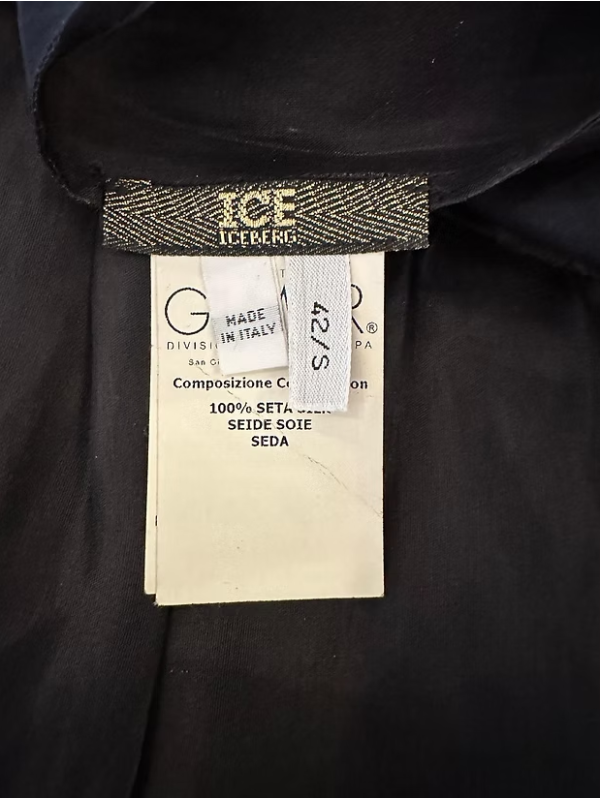 ICE
ICEBERG
MADE
IN ITALY
42/S
Composizione
100% SETA
SEIDE SOIE
SEDA